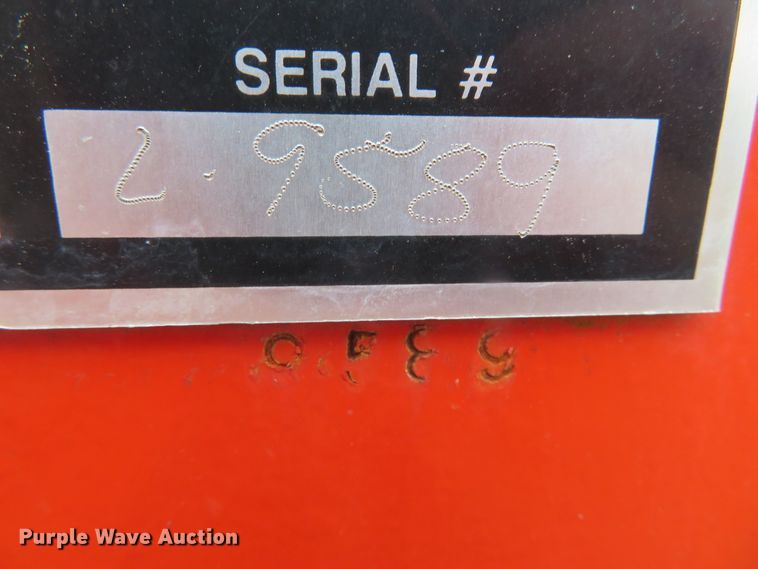 SERIAL #
L.9589
Purple Wave Auction